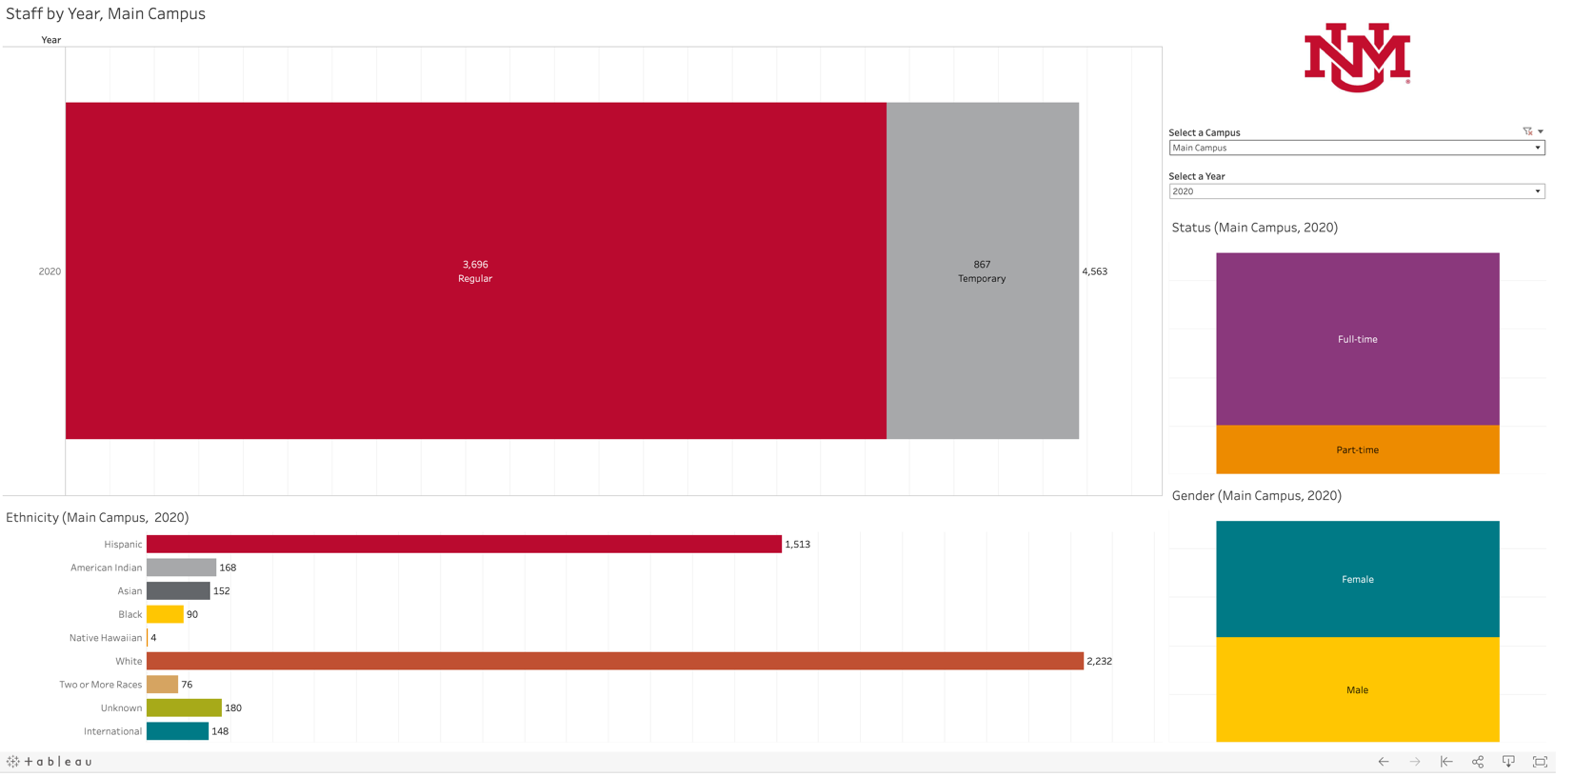 Staff by Year, Main Campus
Year
2020
3,696
Regular
867
Temporary
4,563
UNM
Select a Campus
Main Campus
Select a Year
2020
Status (Main Campus, 2020)
Full-time
Part-time
Gender (Main Campus, 2020)
Female
Male
Ethnicity (Main Campus, 2020)
Hispanic 1,513
American Indian 168
Asian 152
Black 90
Native Hawaiian 4
White 2,232
Two or More Races 76
Unknown 180
International 148
+ableau